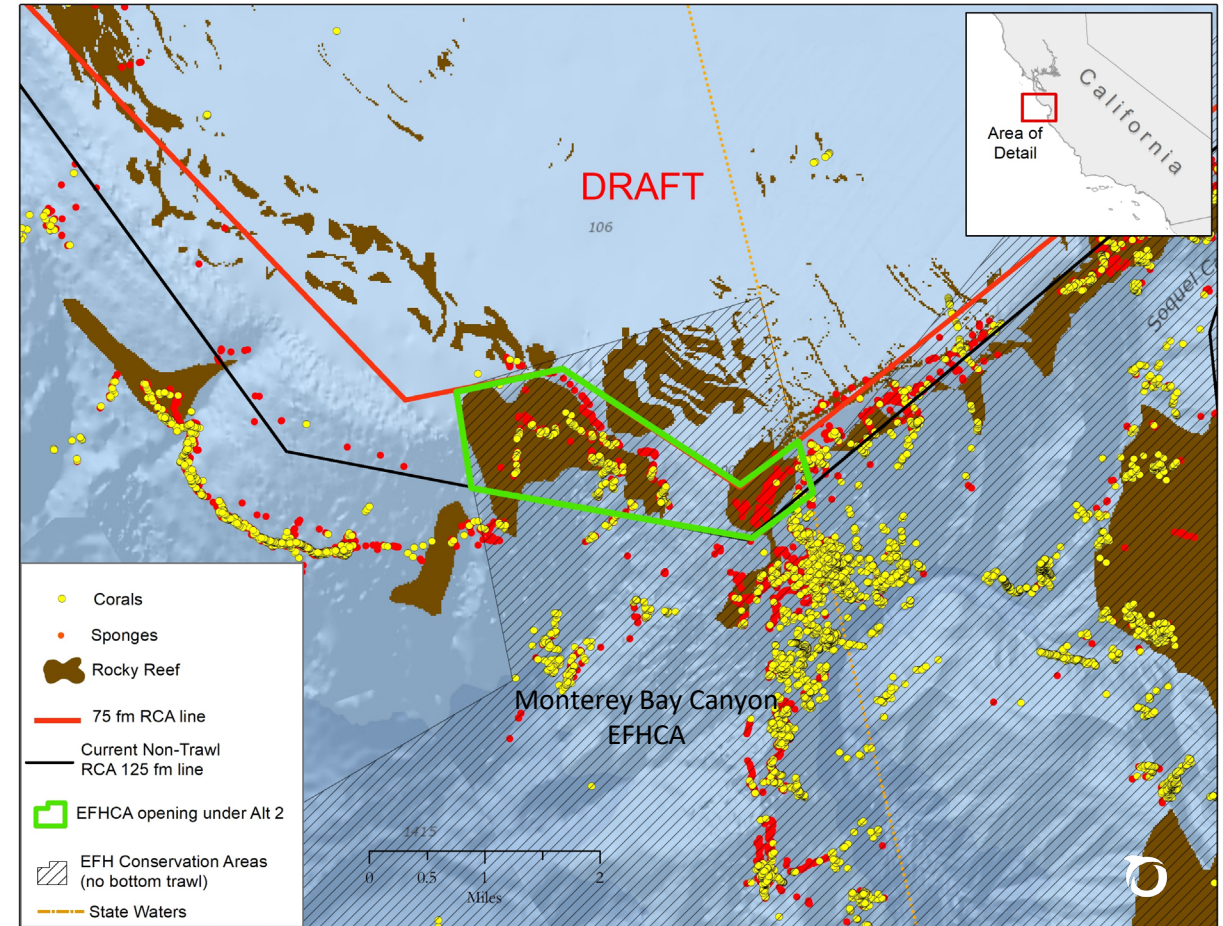 California
Area of
Detail
DRAFT
106
Soquel C
Corals
Sponges
Rocky Reef
75 fm RCA line
Current Non-Trawl
RCA 125 fm line
EFHCA opening under Alt 2
EFH Conservation Areas
(no bottom trawl)
State Waters
Monterey Bay Canyon
EFHCA
1415
0 0.5 1 2
Miles